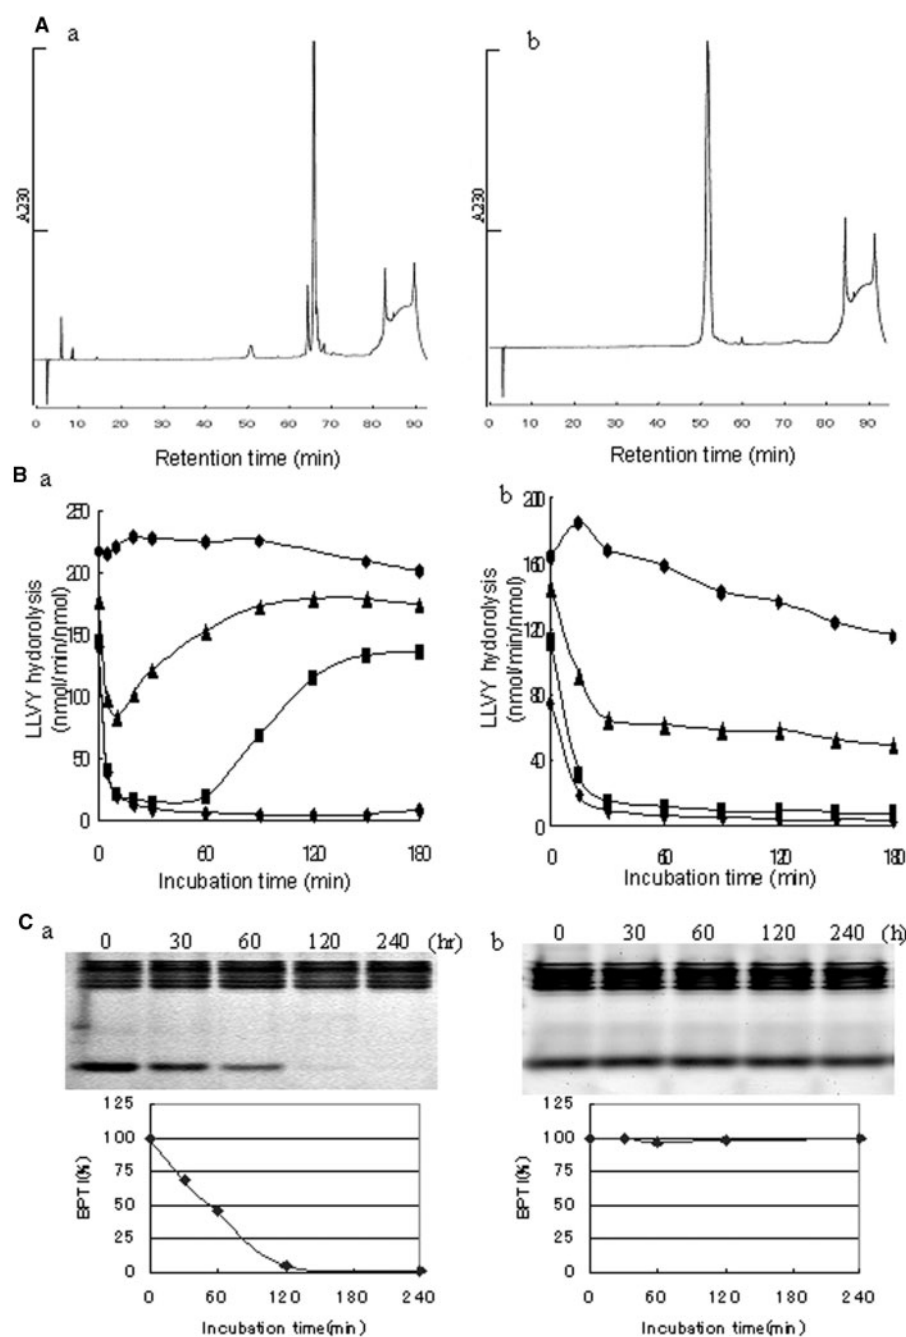 A
a
b
A230
A230
0 10 20 30 40 50 60 70 80 90
0 10 20 30 40 50 60 70 80 90
Retention time (min)
Retention time (min)
B
a
b
250
200
150
100
50
0
LLVY hydorolysis
(nmol/min/nmol)
0 60 120 180
Incubation time (min)
200
160
120
80
40
0
LLVY hydrolysis
(nmol/min/nmol)
0 60 120 180
Incubation time (min)
C
a
0 30 60 120 240 (hr)
b
0 30 60 120 240 (h)
125
100
75
50
25
0
BPTI(%)
0 60 120 180 240
Incubation time(min)
125
100
75
50
25
0
BPTI(%)
0 60 120 180 240
Incubation time(min)